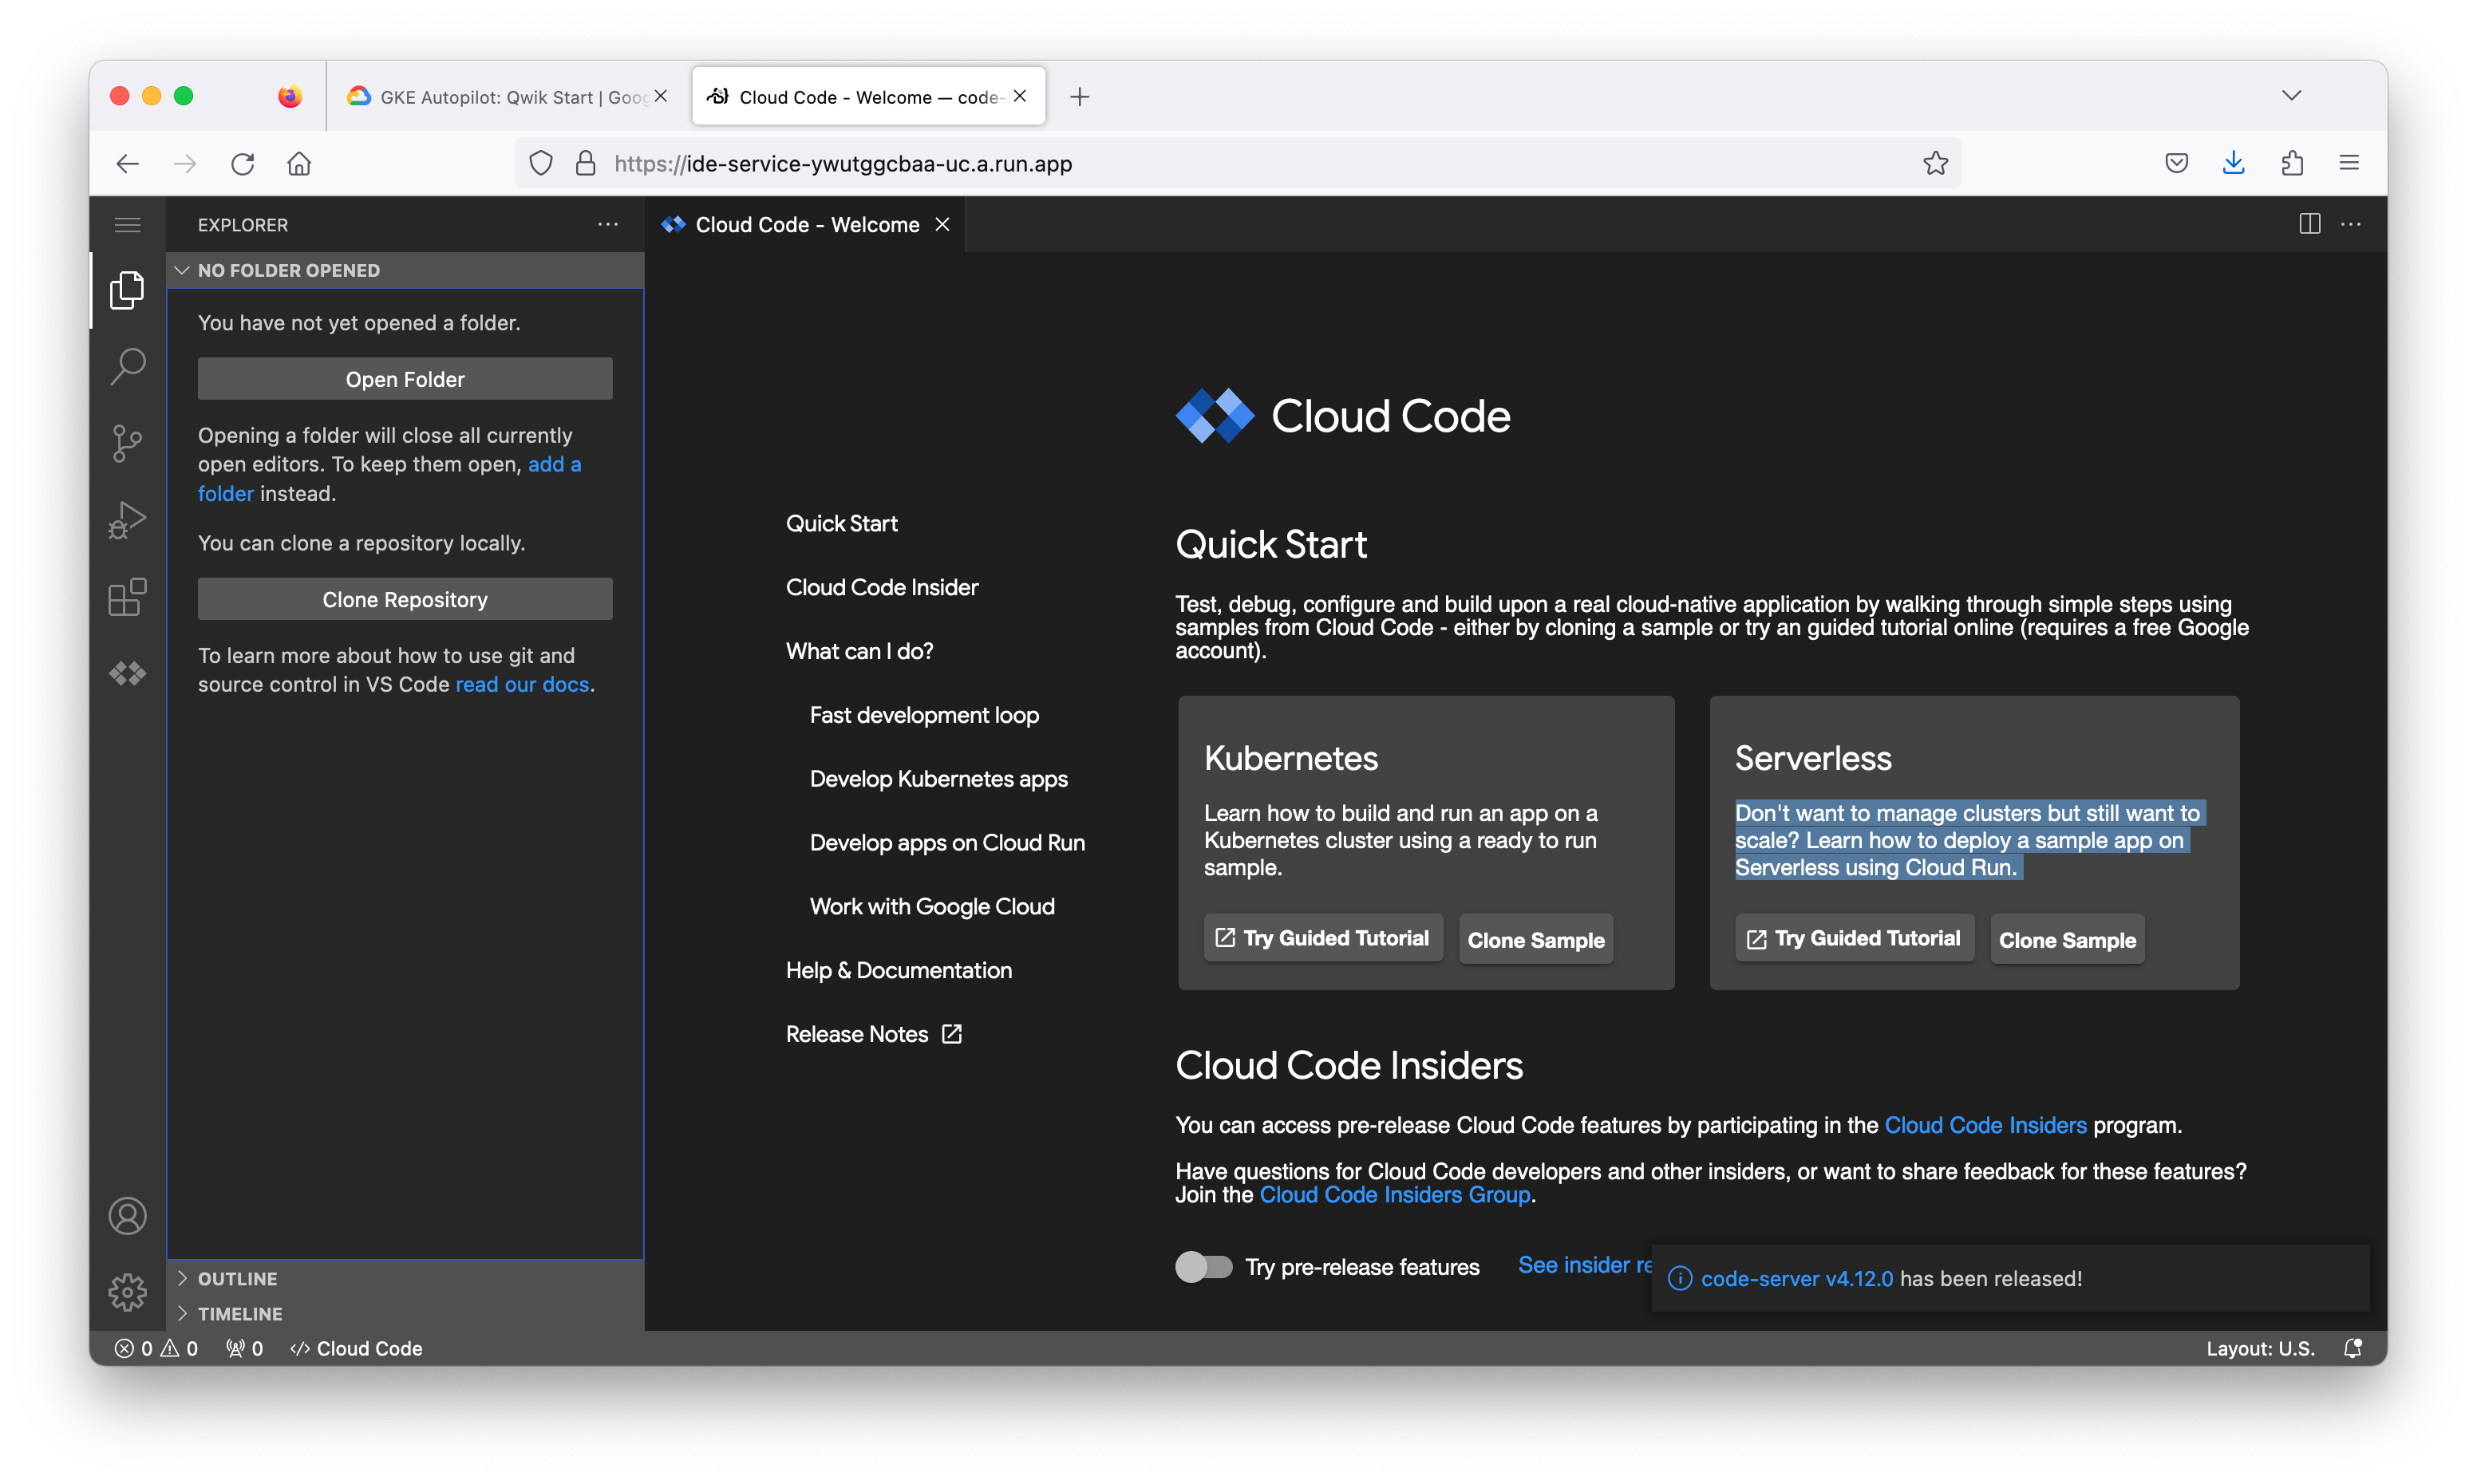 GKE Autopilot: Qwik Start | Goog
Cloud Code - Welcome — code-
https://ide-service-ywutggcbaa-uc.a.run.app
EXPLORER
Cloud Code - Welcome
NO FOLDER OPENED
You have not yet opened a folder.
Open Folder
Opening a folder will close all currently
open editors. To keep them open, add a
folder instead.
You can clone a repository locally.
Clone Repository
To learn more about how to use git and
source control in VS Code read our docs.
OUTLINE
TIMELINE
Cloud Code
Quick Start
Cloud Code Insider
What can I do?
Fast development loop
Develop Kubernetes apps
Develop apps on Cloud Run
Work with Google Cloud
Help & Documentation
Release Notes
Quick Start
Test, debug, configure and build upon a real cloud-native application by walking through simple steps using
samples from Cloud Code - either by cloning a sample or try an guided tutorial online (requires a free Google
account).
Kubernetes
Learn how to build and run an app on a
Kubernetes cluster using a ready to run
sample.
Try Guided Tutorial
Clone Sample
Serverless
Don't want to manage clusters but still want to
scale? Learn how to deploy a sample app on
Serverless using Cloud Run.
Try Guided Tutorial
Clone Sample
Cloud Code Insiders
You can access pre-release Cloud Code features by participating in the Cloud Code Insiders program.
Have questions for Cloud Code developers and other insiders, or want to share feedback for these features?
Join the Cloud Code Insiders Group.
Try pre-release features
See insider re
code-server v4.12.0 has been released!
0 0 0 </> Cloud Code
Layout: U.S.